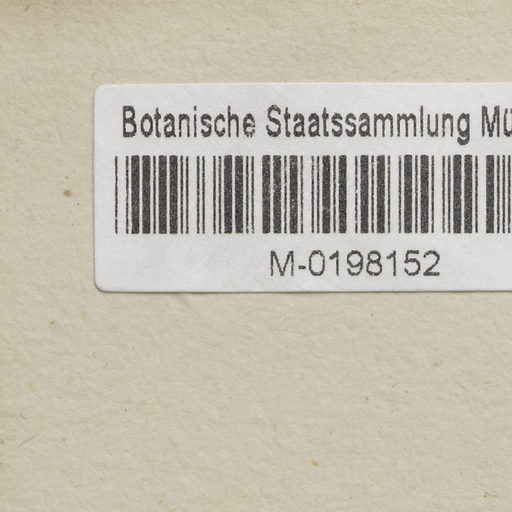 Botanische Staatssammlung Mü
M-0198152